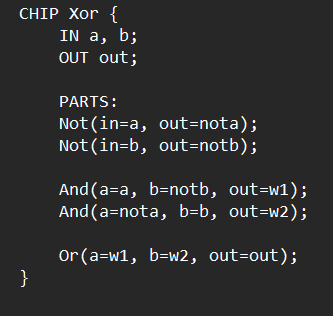 CHIP Xor {
    IN a, b;
    OUT out;

    PARTS:
    Not(in=a, out=nota);
    Not(in=b, out=notb);

    And(a=a, b=notb, out=w1);
    And(a=nota, b=b, out=w2);

    Or(a=w1, b=w2, out=out);
}